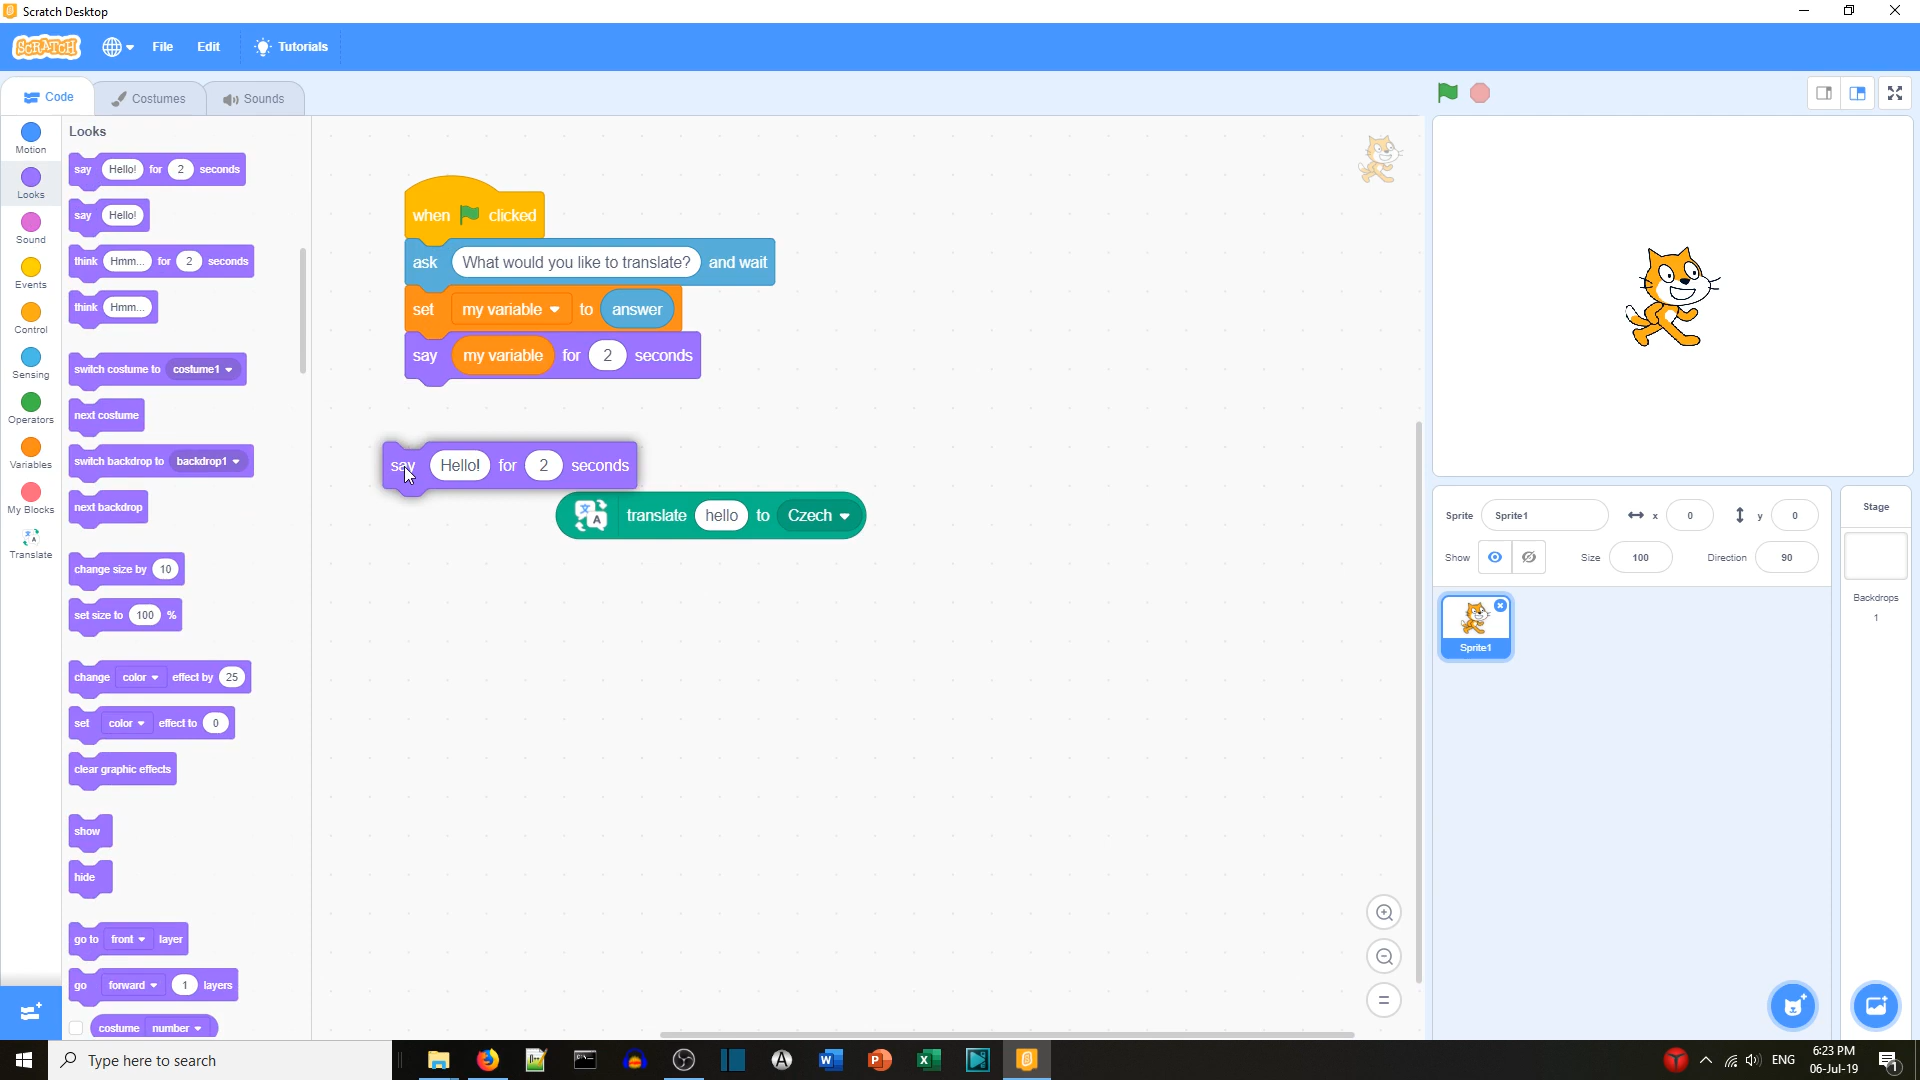 Scratch Desktop
SCRATCH File Edit Tutorials
Code Costumes Sounds
Motion
Looks
Sound
Events
Control
Sensing
Operators
Variables
My Blocks
Translate
Looks
say Hello! for 2 seconds
say Hello!
think Hmm... for 2 seconds
think Hmm...
switch costume to costume1
next costume
switch backdrop to backdrop1
next backdrop
change size by 10
set size to 100 %
change color effect by 25
set color effect to 0
clear graphic effects
show
hide
go to front layer
go forward 1 layers
costume number
when clicked
ask What would you like to translate? and wait
set my variable to answer
say my variable for 2 seconds
say Hello! for 2 seconds
translate hello to Czech
Sprite Sprite1 x 0 y 0
Show Size 100 Direction 90
Sprite1
Stage
Backdrops
1
Type here to search
ENG
6:23 PM
06-Jul-19
1